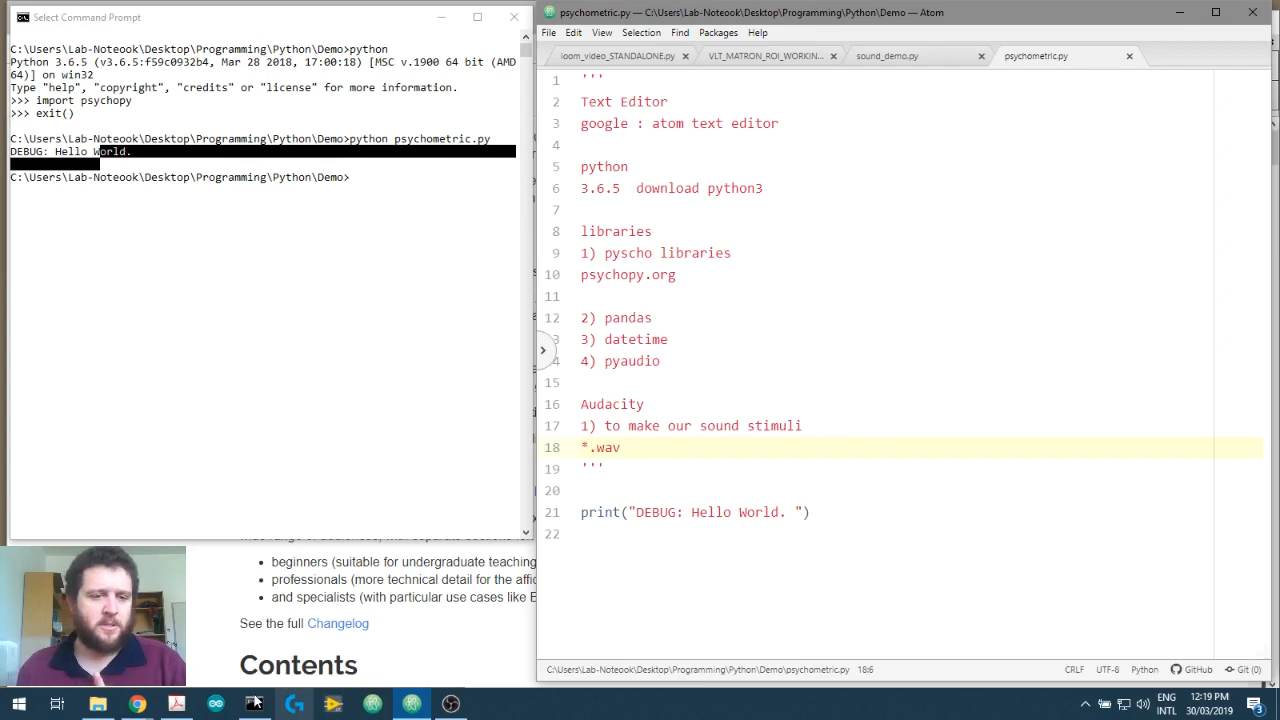 Select Command Prompt
C:\Users\Lab-Noteook\Desktop\Programming\Python\Demo>python
Python 3.6.5 (v3.6.5:f59c0932b4, Mar 28 2018, 17:00:18) [MSC v.1900 64 bit (AMD
64)] on win32
Type "help", "copyright", "credits" or "license" for more information.
>>> import psychopy
>>> exit()
C:\Users\Lab-Noteook\Desktop\Programming\Python\Demo>python psychometric.py
DEBUG: Hello World.
C:\Users\Lab-Noteook\Desktop\Programming\Python\Demo>
beginners (suitable for undergraduate teaching
professionals (more technical detail for the affic
and specialists (with particular use cases like E
See the full Changelog
Contents
psychometric.py — C:\Users\Lab-Noteook\Desktop\Programming\Python\Demo — Atom
File Edit View Selection Find Packages Help
loom_video_STANDALONE.py VLT_MATRON_ROI_WORKIN... sound_demo.py psychometric.py
1 '''
2 Text Editor
3 google : atom text editor
4
5 python
6 3.6.5 download python3
7
8 libraries
9 1) pyscho libraries
10 psychopy.org
11
12 2) pandas
3 3) datetime
4 4) pyaudio
15
16 Audacity
17 1) to make our sound stimuli
18 *.wav
19 '''
20
21 print("DEBUG: Hello World. ")
22
C:\Users\Lab-Noteook\Desktop\Programming\Python\Demo\psychometric.py 18:6 CRLF UTF-8 Python GitHub Git (0)
ENG
INTL
12:19 PM
30/03/2019
3